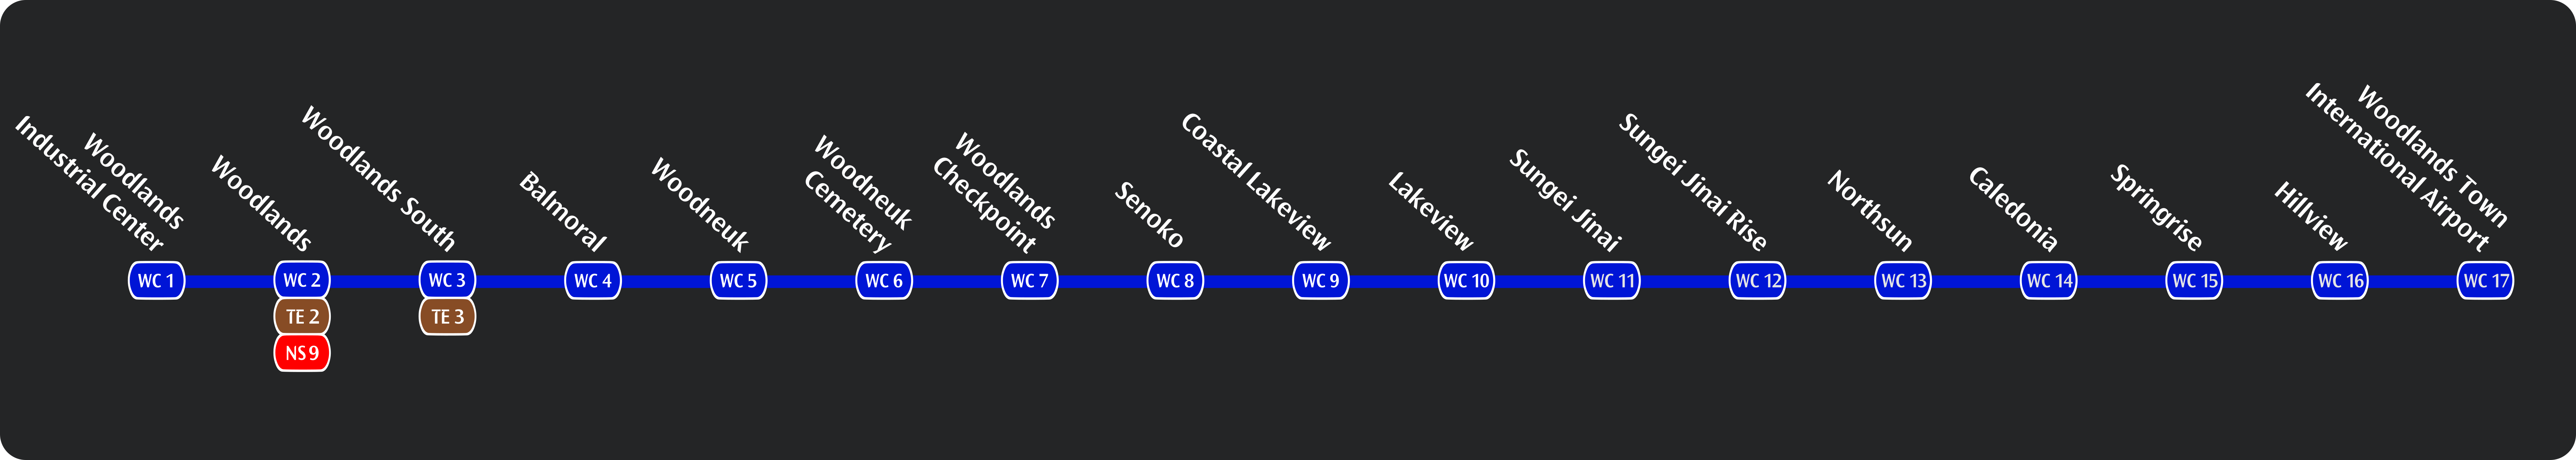 Woodlands
Industrial Center
Woodlands
Woodlands South
Balmoral
Woodneuk
Woodneuk
Cemetery
Woodlands
Checkpoint
Senoko
Coastal Lakeview
Lakeview
Sungei Jinai
Sungei Jinai Rise
Northsun
Caledonia
Springrise
Hillview
Woodlands Town
International Airport
WC 1
WC 2
WC 3
WC 4
WC 5
WC 6
WC 7
WC 8
WC 9
WC 10
WC 11
WC 12
WC 13
WC 14
WC 15
WC 16
WC 17
TE 2
TE 3
NS 9